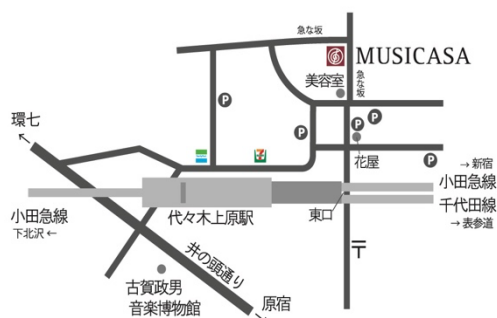 急な坂
MUSICASA
急な坂
美容室
P
P
P
P
P
環七
花屋
7
→ 新宿
小田急線
小田急線
下北沢 ←
代々木上原駅
東口
千代田線
→ 表参道
〒
井の頭通り
古賀政男
音楽博物館
原宿